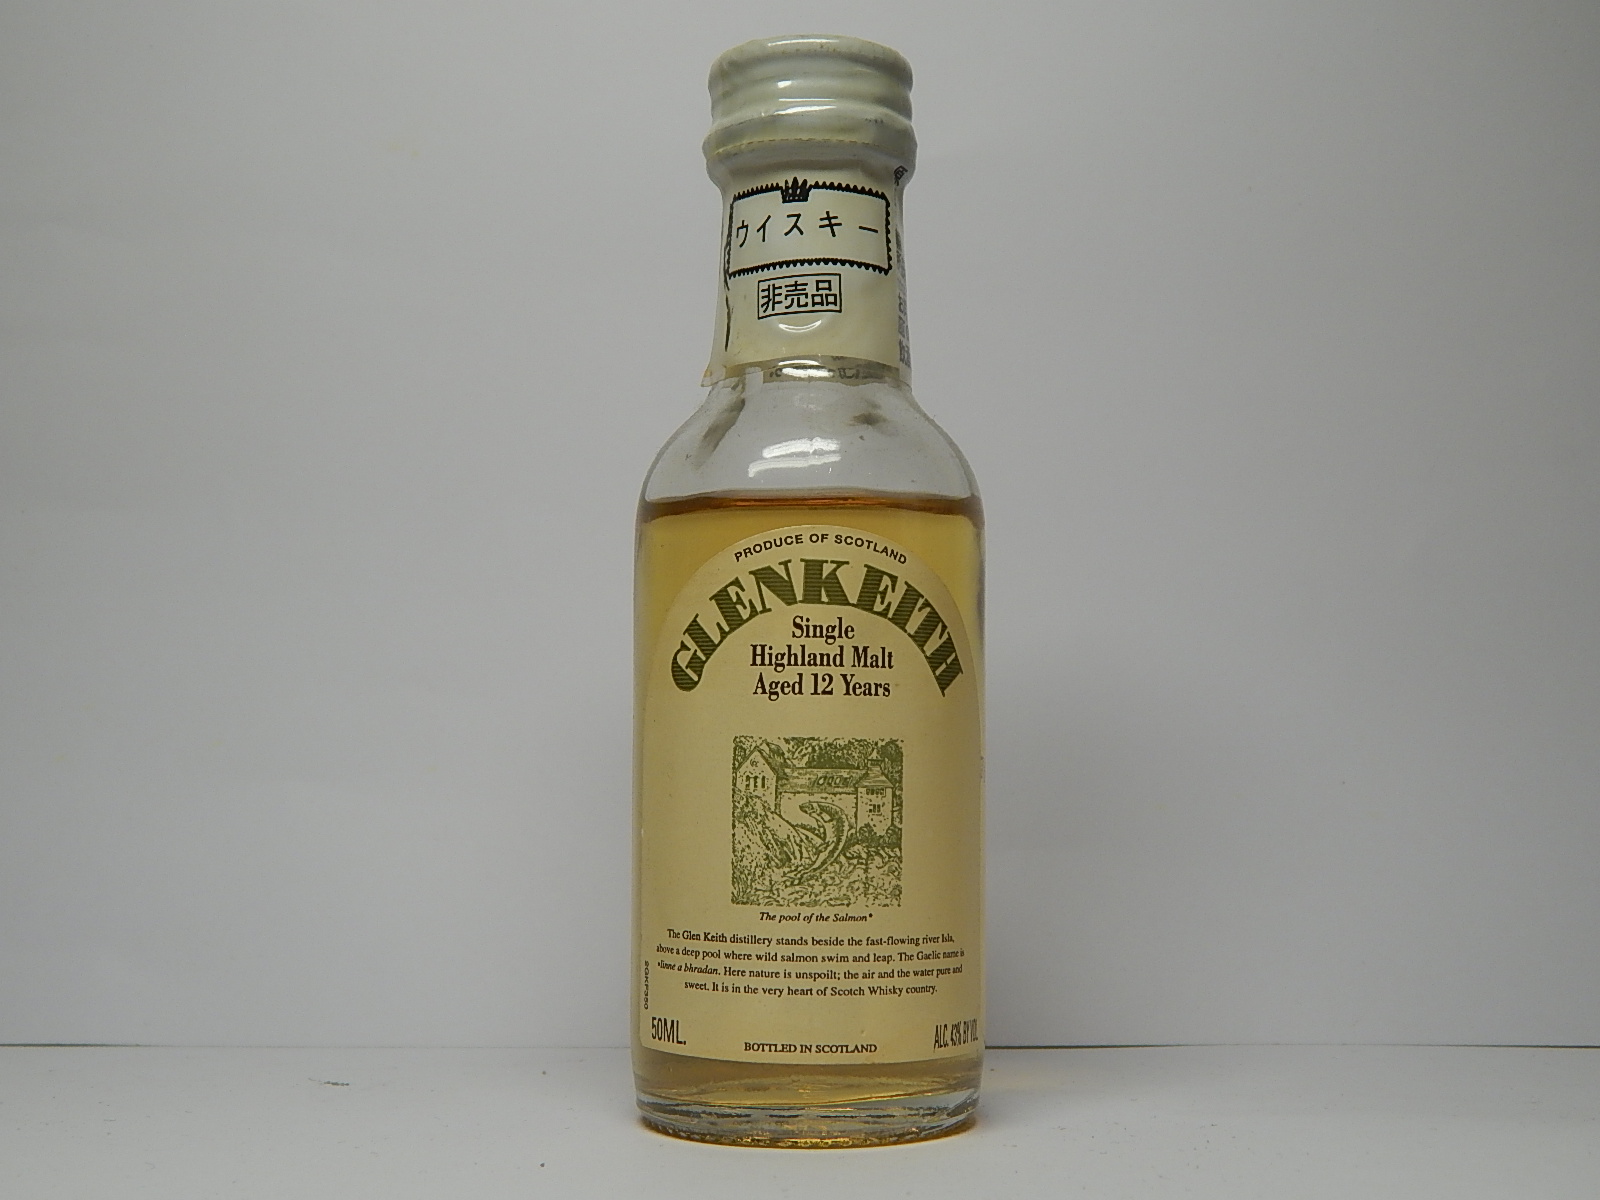 ウイスキー
非売品
PRODUCE OF SCOTLAND
GLENKEITH
Single
Highland Malt
Aged 12 Years
The pool of the Salmon*
The Glen Keith distillery stands beside the fast-flowing river Isla,
above a deep pool where wild salmon swim and leap. The Gaelic name is
*linne a bhradan. Here nature is unspoilt; the air and the water pure and
sweet. It is in the very heart of Scotch Whisky country.
50ML.
ALC. 43% BY VOL
BOTTLED IN SCOTLAND